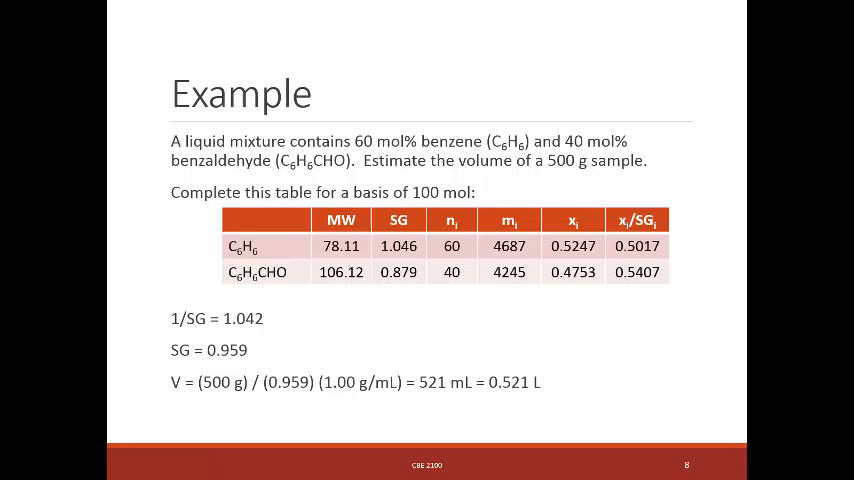 Example
A liquid mixture contains 60 mol% benzene (C₆H₆) and 40 mol%
benzaldehyde (C₆H₆CHO). Estimate the volume of a 500 g sample.
Complete this table for a basis of 100 mol:
MW SG nᵢ mᵢ xᵢ xᵢ/SGᵢ
C₆H₆ 78.11 1.046 60 4687 0.5247 0.5017
C₆H₆CHO 106.12 0.879 40 4245 0.4753 0.5407
1/SG = 1.042
SG = 0.959
V = (500 g) / (0.959) (1.00 g/mL) = 521 mL = 0.521 L
CBE 2100 8